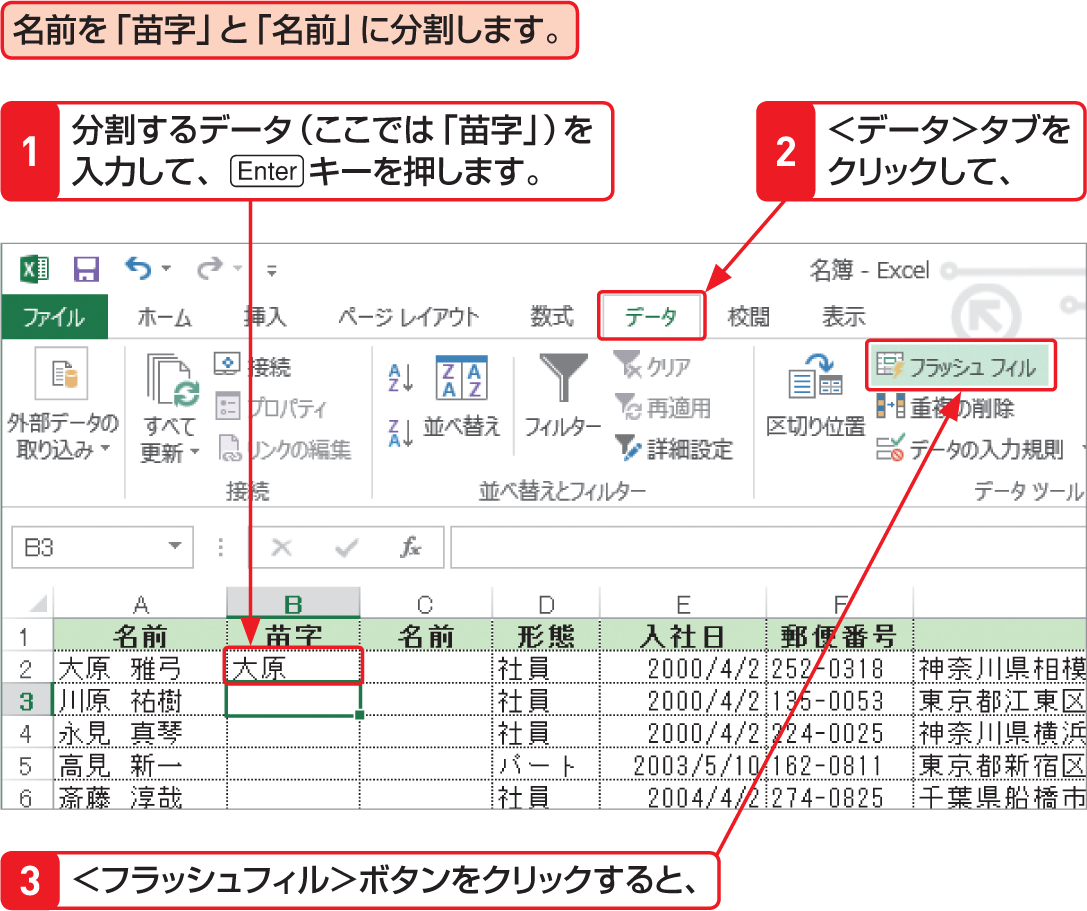 名前を「苗字」と「名前」に分割します。
1
分割するデータ（ここでは「苗字」）を
入力して、Enterキーを押します。
2
＜データ＞タブを
クリックして、
名簿 - Excel
ファイル ホーム 挿入 ページ レイアウト 数式 データ 校閲 表示
外部データの
取り込み
すべて
更新
接続
プロパティ
リンクの編集
接続
並べ替え
フィルター
クリア
再適用
詳細設定
並べ替えとフィルター
区切り位置
フラッシュ フィル
重複の削除
データの入力規則
データ ツール
B3
fx
A B C D E F
1 名前 苗字 名前 形態 入社日 郵便番号
2 大原 雅弓 大原 社員 2000/4/2 252-0318 神奈川県相模
3 川原 祐樹 社員 2000/4/2 135-0053 東京都江東区
4 永見 真琴 社員 2000/4/2 224-0025 神奈川県横浜
5 高見 新一 パート 2003/5/10 162-0811 東京都新宿区
6 斎藤 淳哉 社員 2004/4/2 274-0825 千葉県船橋市
3
＜フラッシュフィル＞ボタンをクリックすると、